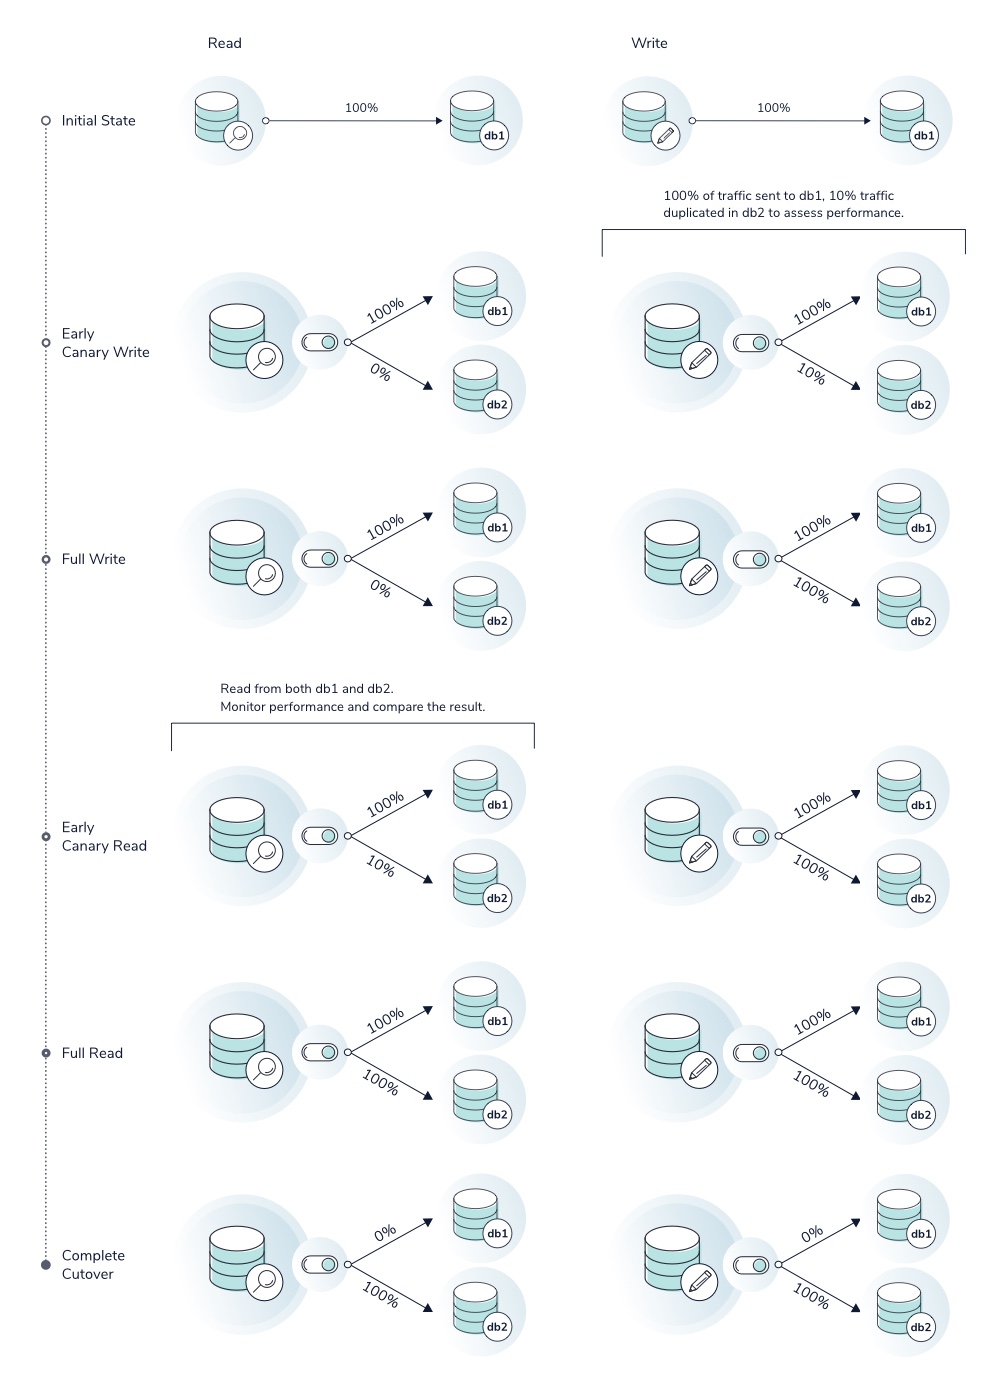 Read
Write
Initial State
100%
db1
100%
db1
100% of traffic sent to db1, 10% traffic
duplicated in db2 to assess performance.
Early
Canary Write
100%
db1
0%
db2
100%
db1
10%
db2
Full Write
100%
db1
0%
db2
100%
db1
100%
db2
Read from both db1 and db2.
Monitor performance and compare the result.
Early
Canary Read
100%
db1
10%
db2
100%
db1
100%
db2
Full Read
100%
db1
100%
db2
100%
db1
100%
db2
Complete
Cutover
0%
db1
100%
db2
0%
db1
100%
db2